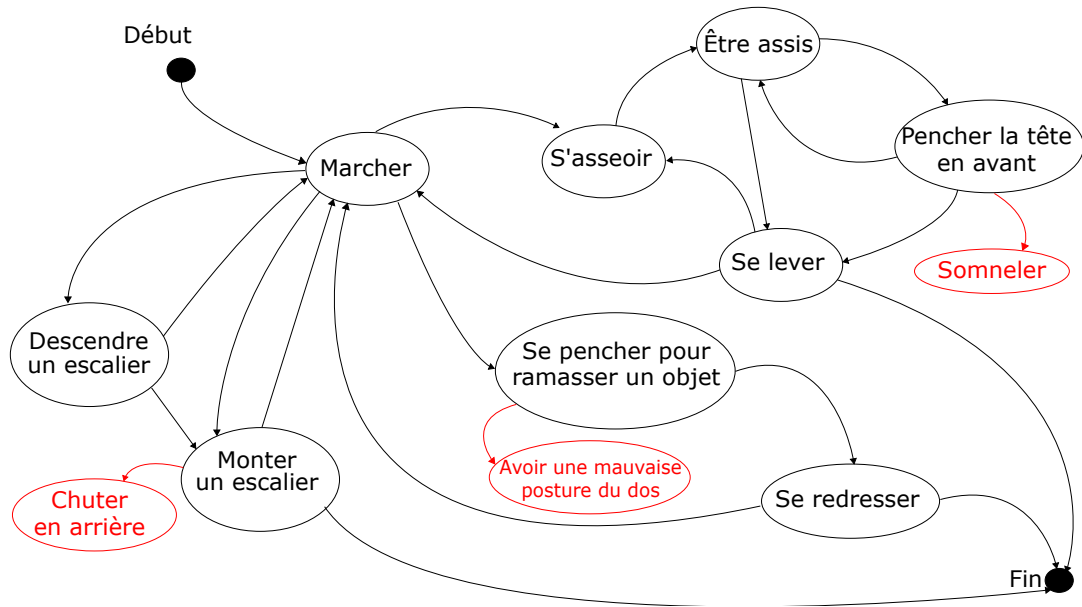 Début
Être assis
Pencher la tête
en avant
S'asseoir
Marcher
Se lever
Somneler
Descendre
un escalier
Se pencher pour
ramasser un objet
Monter
un escalier
Avoir une mauvaise
posture du dos
Chuter
en arrière
Se redresser
Fin